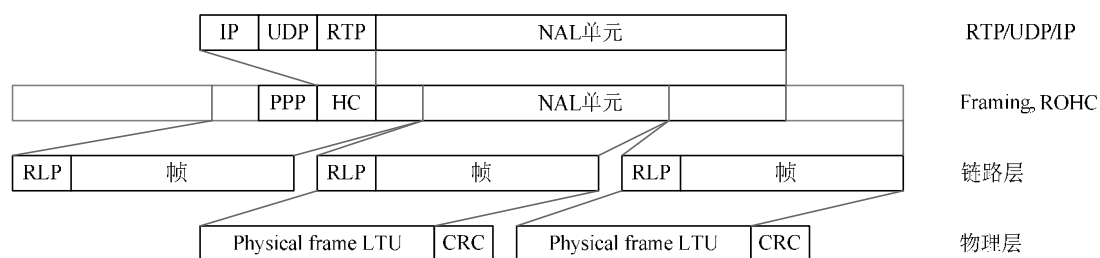 IP UDP RTP NAL单元 RTP/UDP/IP
PPP HC NAL单元 Framing, ROHC
RLP 帧 RLP 帧 RLP 帧 链路层
Physical frame LTU CRC Physical frame LTU CRC 物理层